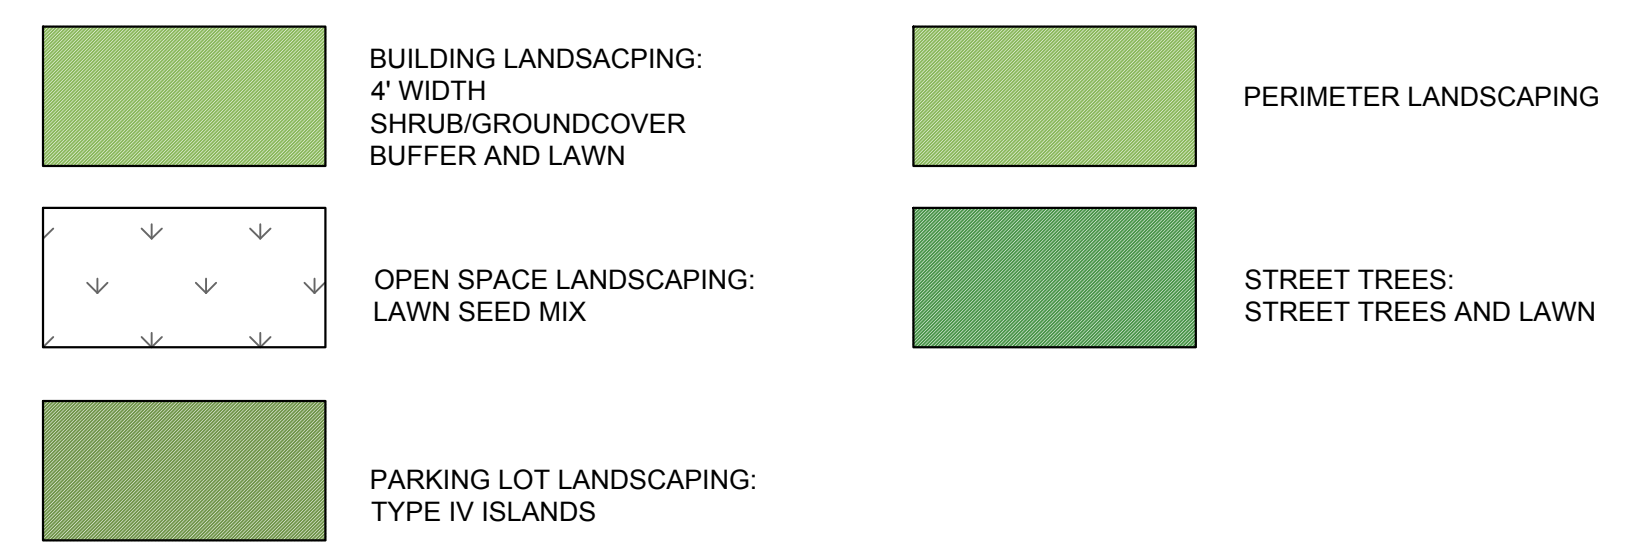 BUILDING LANDSACPING:
4' WIDTH
SHRUB/GROUNDCOVER
BUFFER AND LAWN
OPEN SPACE LANDSCAPING:
LAWN SEED MIX
PARKING LOT LANDSCAPING:
TYPE IV ISLANDS
PERIMETER LANDSCAPING
STREET TREES:
STREET TREES AND LAWN